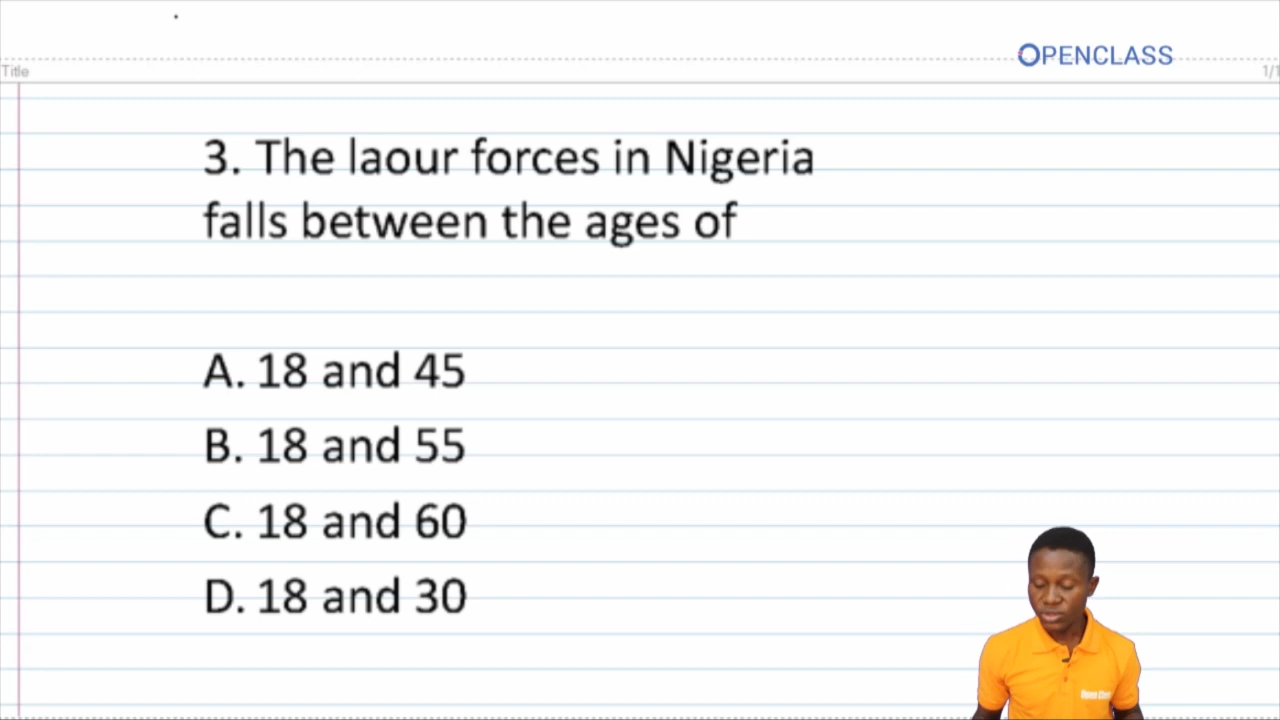 OPENCLASS
Title
1/1
3. The laour forces in Nigeria
falls between the ages of
A. 18 and 45
B. 18 and 55
C. 18 and 60
D. 18 and 30